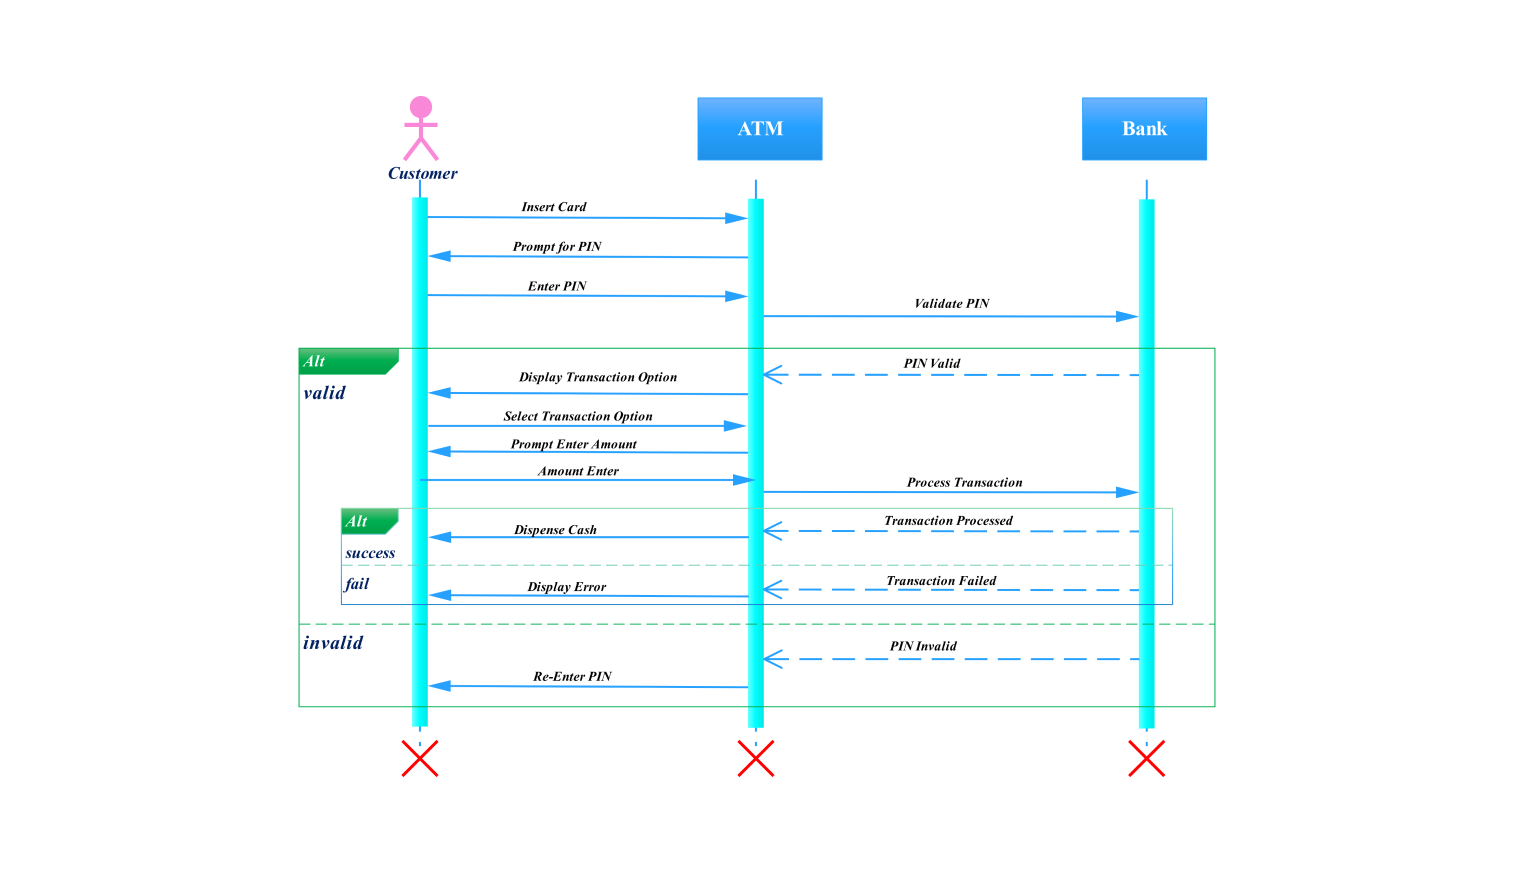 ATM
Bank
Customer
Insert Card
Prompt for PIN
Enter PIN
Validate PIN
Alt
PIN Valid
Display Transaction Option
valid
Select Transaction Option
Prompt Enter Amount
Amount Enter
Process Transaction
Alt
Transaction Processed
Dispense Cash
success
fail
Transaction Failed
Display Error
invalid
PIN Invalid
Re-Enter PIN